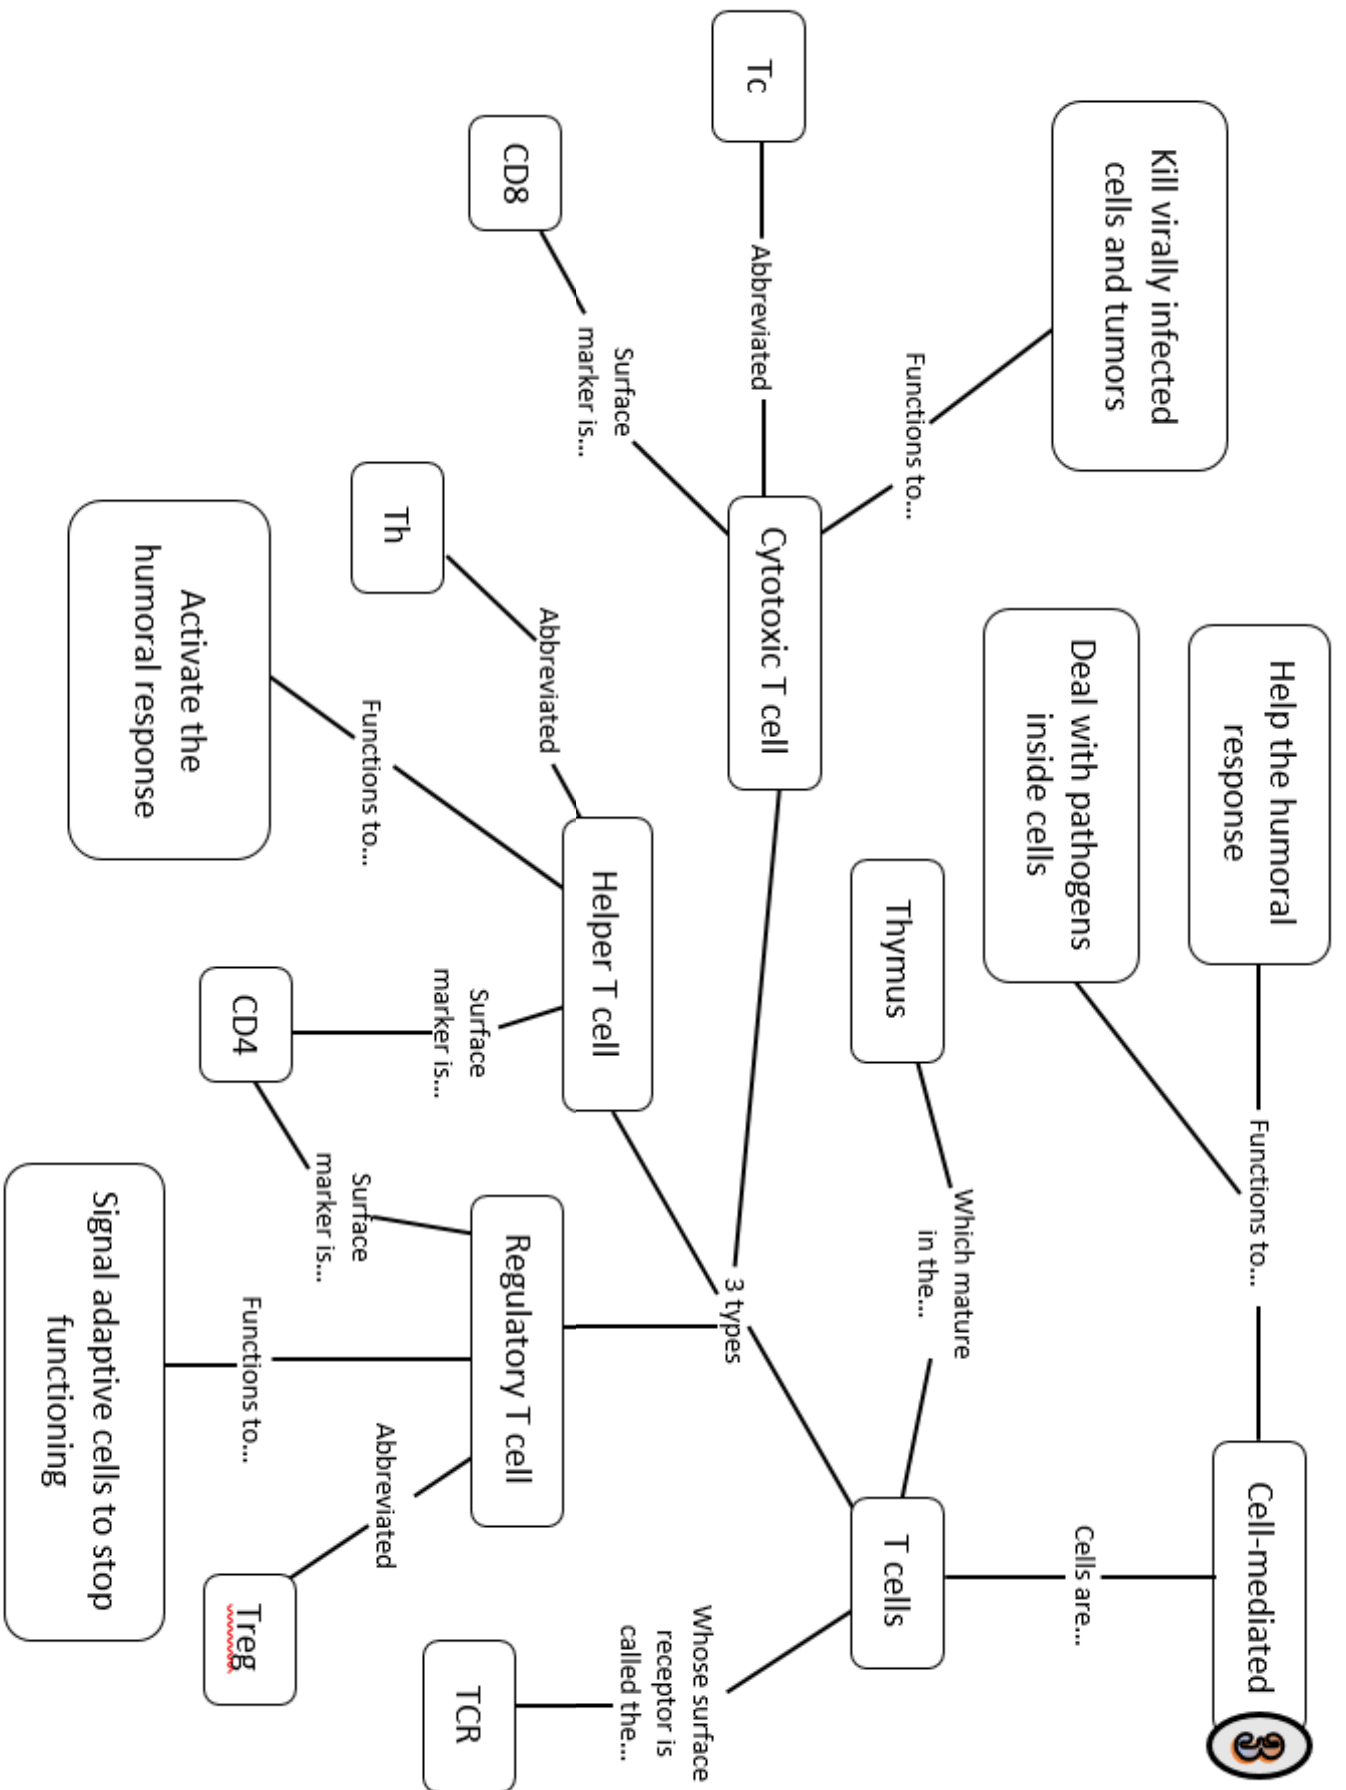 Cell-mediated
3
Functions to...
Help the humoral
response
Deal with pathogens
inside cells
Cells are...
T cells
Which mature
in the...
Thymus
Whose surface
receptor is
called the...
TCR
3 types
Cytotoxic T cell
Functions to...
Kill virally infected
cells and tumors
Abbreviated
Tc
Surface
marker is...
CD8
Helper T cell
Abbreviated
Th
Functions to...
Activate the
humoral response
Surface
marker is...
CD4
Regulatory T cell
Surface
marker is...
Functions to...
Signal adaptive cells to stop
functioning
Abbreviated
Treg